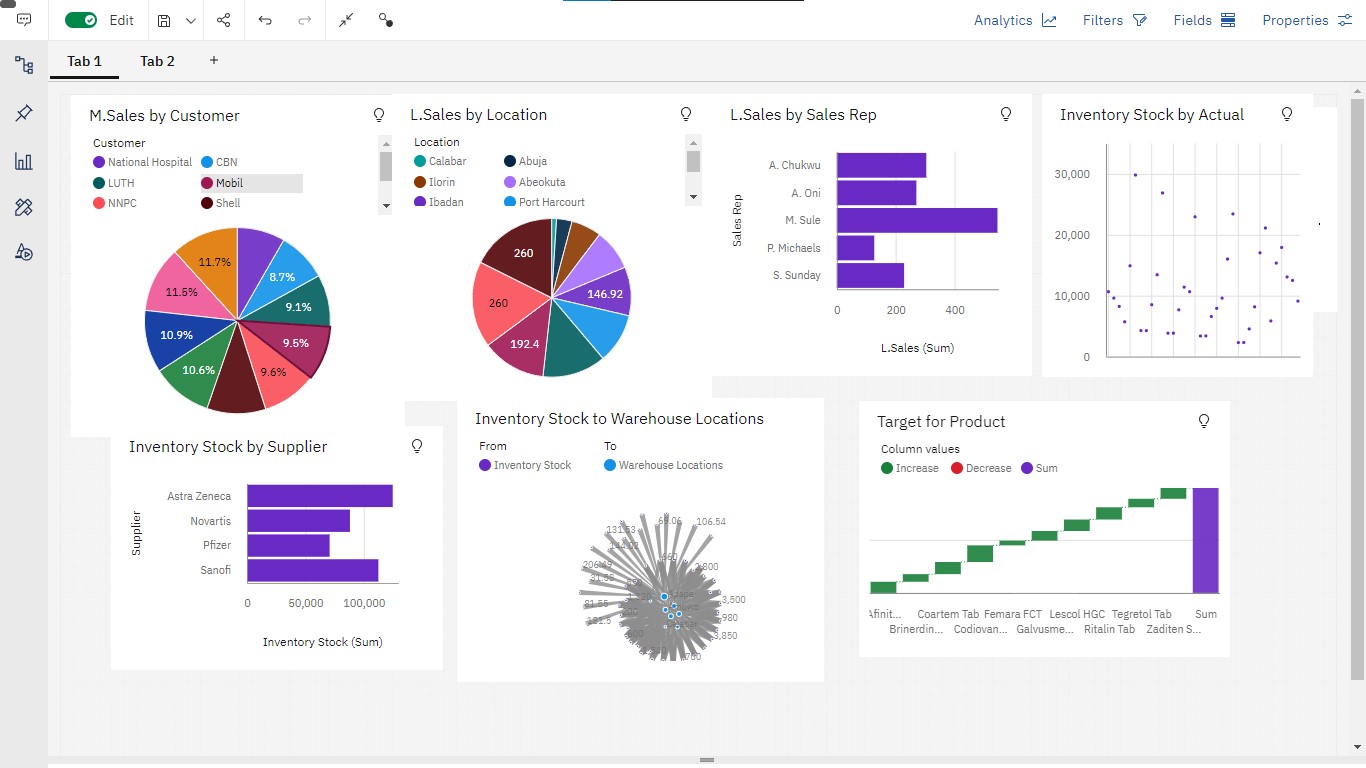 Edit
Analytics
Filters
Fields
Properties
Tab 1
Tab 2
+
M.Sales by Customer
Customer
National Hospital
CBN
LUTH
Mobil
NNPC
Shell
11.7%
8.7%
11.5%
9.1%
10.9%
9.5%
10.6%
9.6%
L.Sales by Location
Location
Calabar
Abuja
Ilorin
Abeokuta
Ibadan
Port Harcourt
260
146.92
260
192.4
L.Sales by Sales Rep
Sales Rep
A. Chukwu
A. Oni
M. Sule
P. Michaels
S. Sunday
0 200 400
L.Sales (Sum)
Inventory Stock by Actual
30,000
20,000
10,000
0
Inventory Stock by Supplier
Supplier
Astra Zeneca
Novartis
Pfizer
Sanofi
0 50,000 100,000
Inventory Stock (Sum)
Inventory Stock to Warehouse Locations
From
To
Inventory Stock
Warehouse Locations
69.06
106.54
131.53
144.02
660
206.49
2,800
31.55
81.55
3,500
980
3,850
Target for Product
Column values
Increase
Decrease
Sum
Afinit... Coartem Tab Femara FCT Lescol HGC Tegretol Tab Sum
Brinerdin... Codiovan... Galvusme... Ritalin Tab Zaditen S...